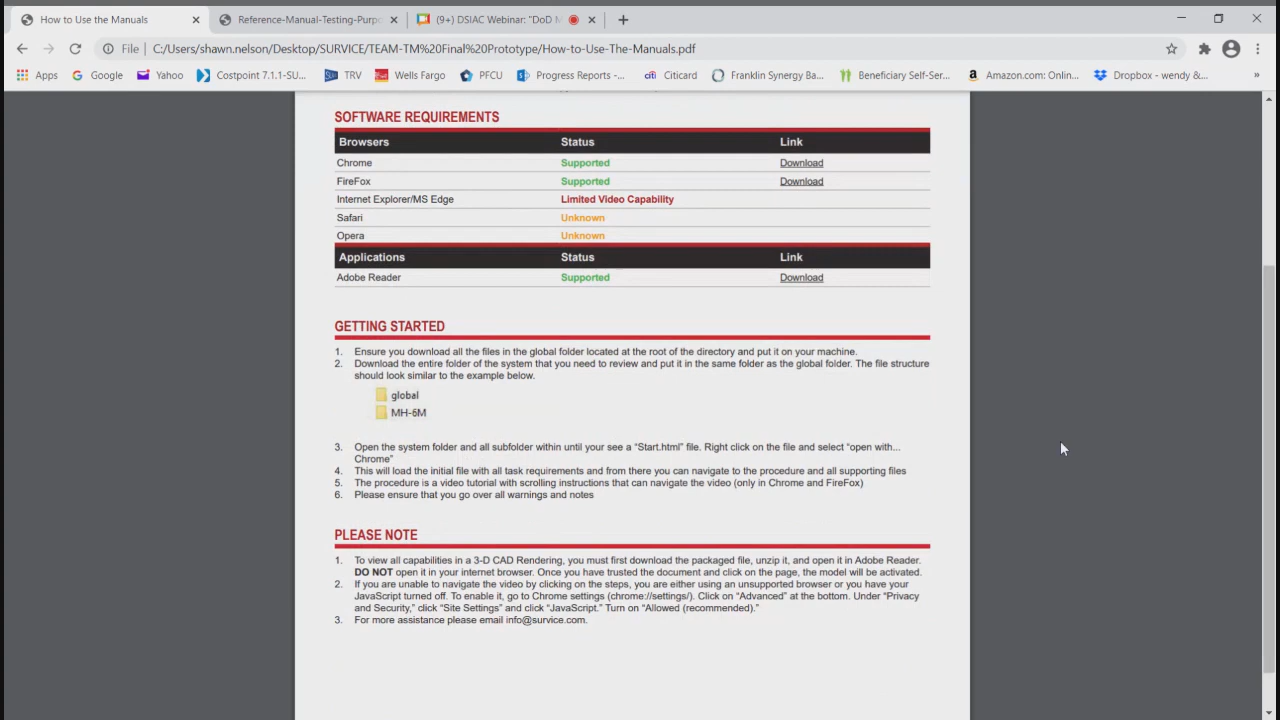 How to Use the Manuals
Reference-Manual-Testing-Purpo
(9+) DSIAC Webinar: "DoD M
File C:/Users/shawn.nelson/Desktop/SURVICE/TEAM-TM%20Final%20Prototype/How-to-Use-The-Manuals.pdf
Apps Google Yahoo Costpoint 7.1.1-SU... TRV Wells Fargo PFCU Progress Reports -... citi Citicard Franklin Synergy Ba... Beneficiary Self-Ser... Amazon.com: Onlin... Dropbox - wendy &... »
SOFTWARE REQUIREMENTS
Browsers Status Link
Chrome Supported Download
FireFox Supported Download
Internet Explorer/MS Edge Limited Video Capability
Safari Unknown
Opera Unknown
Applications Status Link
Adobe Reader Supported Download
GETTING STARTED
1. Ensure you download all the files in the global folder located at the root of the directory and put it on your machine.
2. Download the entire folder of the system that you need to review and put it in the same folder as the global folder. The file structure
should look similar to the example below.
global
MH-6M
3. Open the system folder and all subfolder within until your see a “Start.html” file. Right click on the file and select “open with...
Chrome”
4. This will load the initial file with all task requirements and from there you can navigate to the procedure and all supporting files
5. The procedure is a video tutorial with scrolling instructions that can navigate the video (only in Chrome and FireFox)
6. Please ensure that you go over all warnings and notes
PLEASE NOTE
1. To view all capabilities in a 3-D CAD Rendering, you must first download the packaged file, unzip it, and open it in Adobe Reader.
DO NOT open it in your internet browser. Once you have trusted the document and click on the page, the model will be activated.
2. If you are unable to navigate the video by clicking on the steps, you are either using an unsupported browser or you have your
JavaScript turned off. To enable it, go to Chrome settings (chrome://settings/). Click on “Advanced” at the bottom. Under “Privacy
and Security,” click “Site Settings” and click “JavaScript.” Turn on “Allowed (recommended).”
3. For more assistance please email info@survice.com.